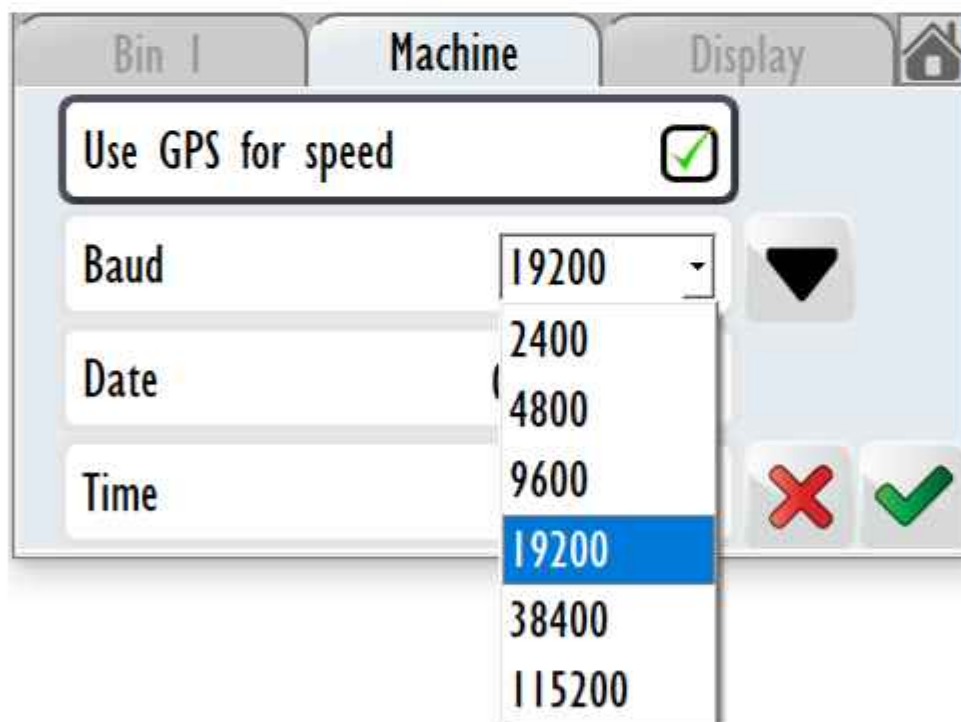 Bin 1 Machine Display
Use GPS for speed
Baud 19200
2400
Date
4800
9600
Time
19200
38400
115200